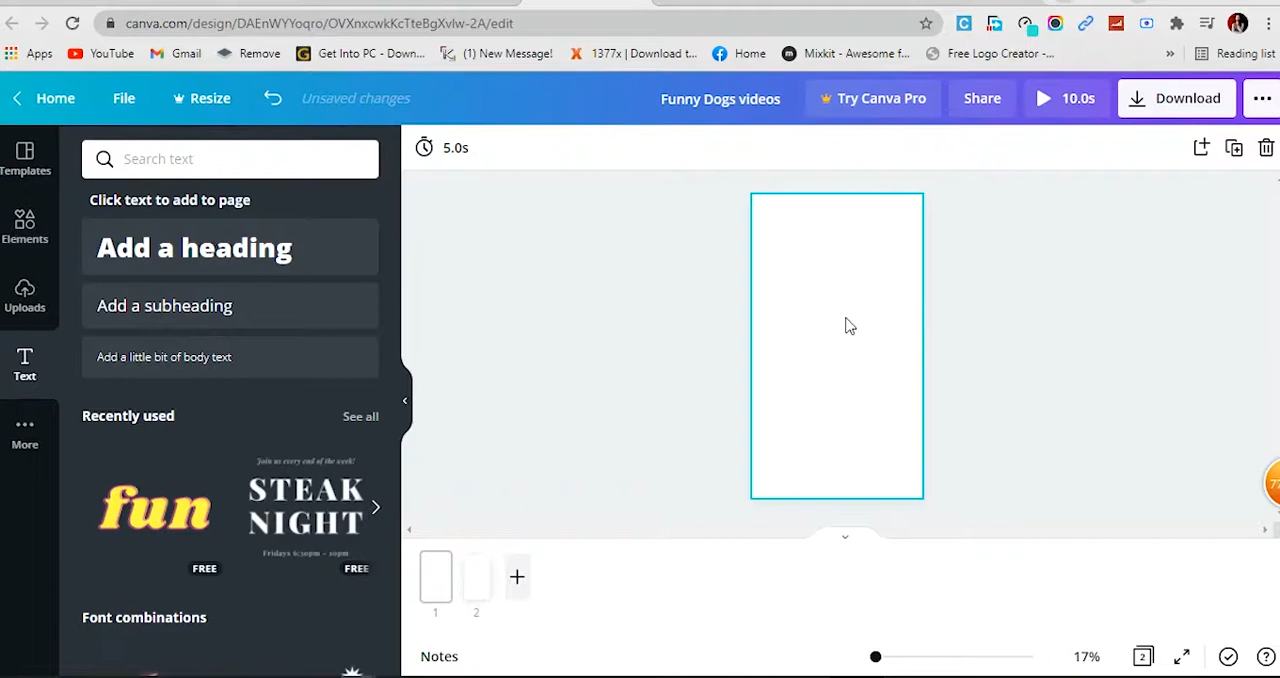 canva.com/design/DAEnWYYoqro/OVXnxcwkKcTteBgXvIw-2A/edit
Apps YouTube Gmail Remove Get Into PC - Down... (1) New Message! 1377x | Download t... Home Mixkit - Awesome f... Free Logo Creator -... » Reading list
Home File Resize Unsaved changes Funny Dogs videos Try Canva Pro Share 10.0s Download
Templates
Elements
Uploads
Text
More
Search text
Click text to add to page
Add a heading
Add a subheading
Add a little bit of body text
Recently used See all
fun
FREE
Join us every end of the week!
STEAK
NIGHT
Fridays 6:30pm - 10pm
FREE
Font combinations
5.0s
1 2
Notes 17% 2
77